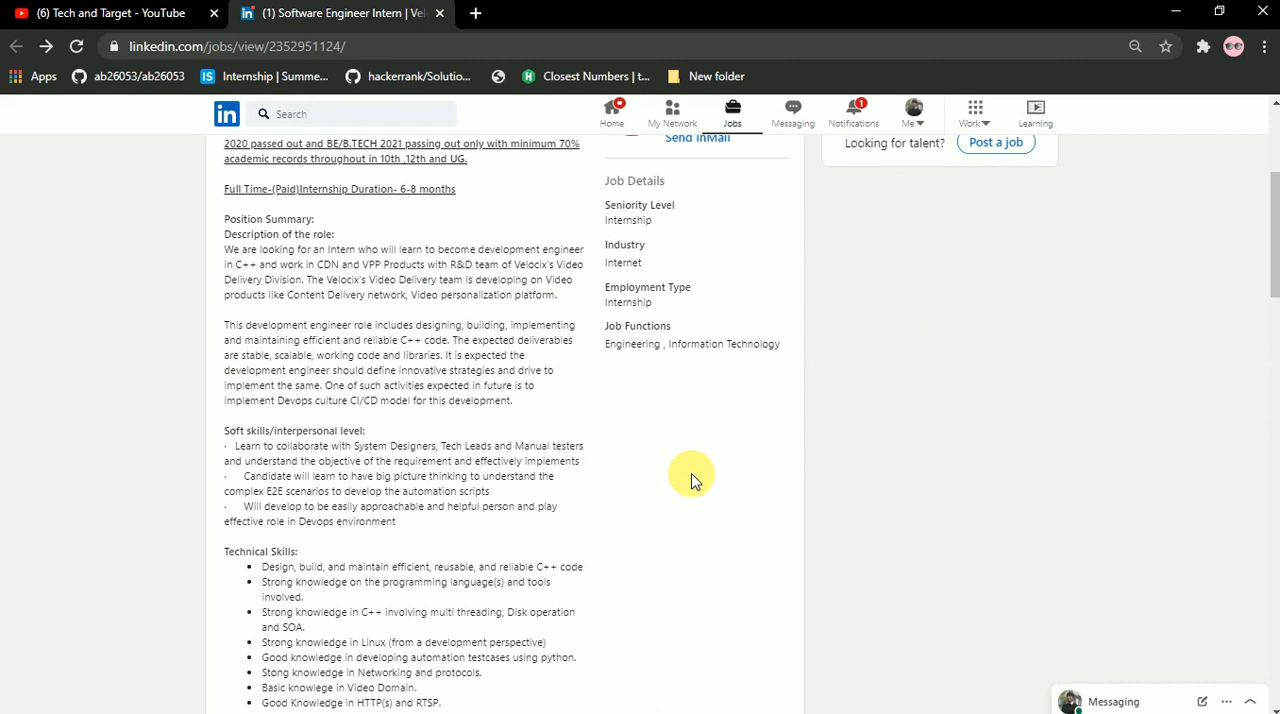 (6) Tech and Target - YouTube
(1) Software Engineer Intern | Vel
linkedin.com/jobs/view/2352951124/
Apps
ab26053/ab26053
IS
Internship | Summe...
hackerrank/Solutio...
H
Closest Numbers | t...
New folder
in
Search
Home
My Network
Jobs
Messaging
1
Notifications
Me
Work
Learning
2020 passed out and BE/B.TECH 2021 passing out only with minimum 70%
academic records throughout in 10th ,12th and UG.
Full Time-(Paid)Internship Duration- 6-8 months
Position Summary:
Description of the role:
We are looking for an Intern who will learn to become development engineer
in C++ and work in CDN and VPP Products with R&D team of Velocix's Video
Delivery Division. The Velocix's Video Delivery team is developing on Video
products like Content Delivery network, Video personalization platform.
This development engineer role includes designing, building, implementing
and maintaining efficient and reliable C++ code. The expected deliverables
are stable, scalable, working code and libraries. It is expected the
development engineer should define innovative strategies and drive to
implement the same. One of such activities expected in future is to
implement Devops culture CI/CD model for this development.
Soft skills/interpersonal level:
· Learn to collaborate with System Designers, Tech Leads and Manual testers
and understand the objective of the requirement and effectively implements
· Candidate will learn to have big picture thinking to understand the
complex E2E scenarios to develop the automation scripts
· Will develop to be easily approachable and helpful person and play
effective role in Devops environment
Technical Skills:
• Design, build, and maintain efficient, reusable, and reliable C++ code
• Strong knowledge on the programming language(s) and tools
involved.
• Strong knowledge in C++ involving multi threading, Disk operation
and SOA.
• Strong knowledge in Linux (from a development perspective)
• Good knowledge in developing automation testcases using python.
• Stong knowledge in Networking and protocols.
• Basic knowlege in Video Domain.
• Good Knowledge in HTTP(s) and RTSP.
Send InMail
Job Details
Seniority Level
Internship
Industry
Internet
Employment Type
Internship
Job Functions
Engineering , Information Technology
Looking for talent?
Post a job
Messaging